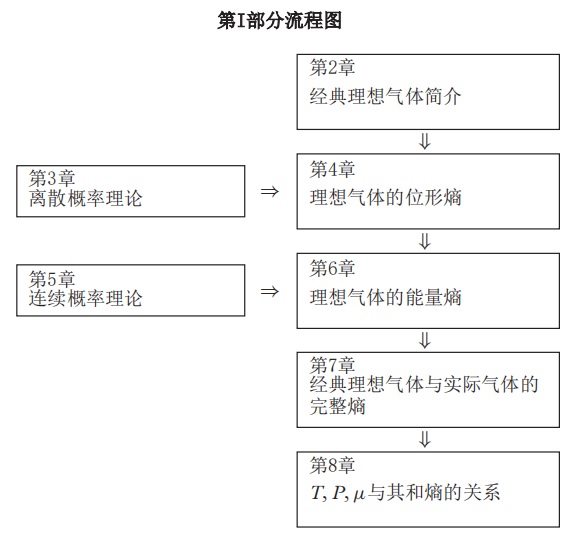 第I部分流程图
第2章
经典理想气体简介
⇓
第3章
离散概率理论
⇒
第4章
理想气体的位形熵
⇓
第5章
连续概率理论
⇒
第6章
理想气体的能量熵
⇓
第7章
经典理想气体与实际气体的
完整熵
⇓
第8章
T, P, μ与其和熵的关系